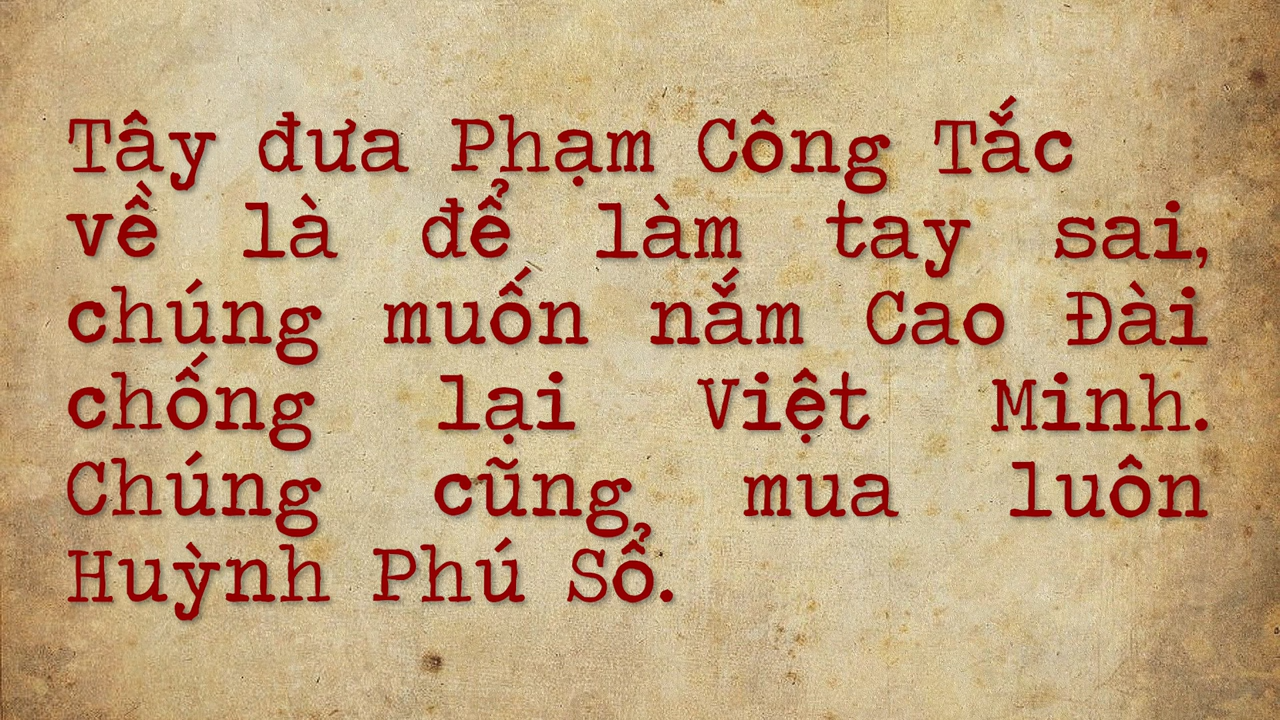 Tây đưa Phạm Công Tắc
về là để làm tay sai,
chúng muốn nắm Cao Đài
chống lại Việt Minh.
Chúng cũng mua luôn
Huỳnh Phú Sổ.